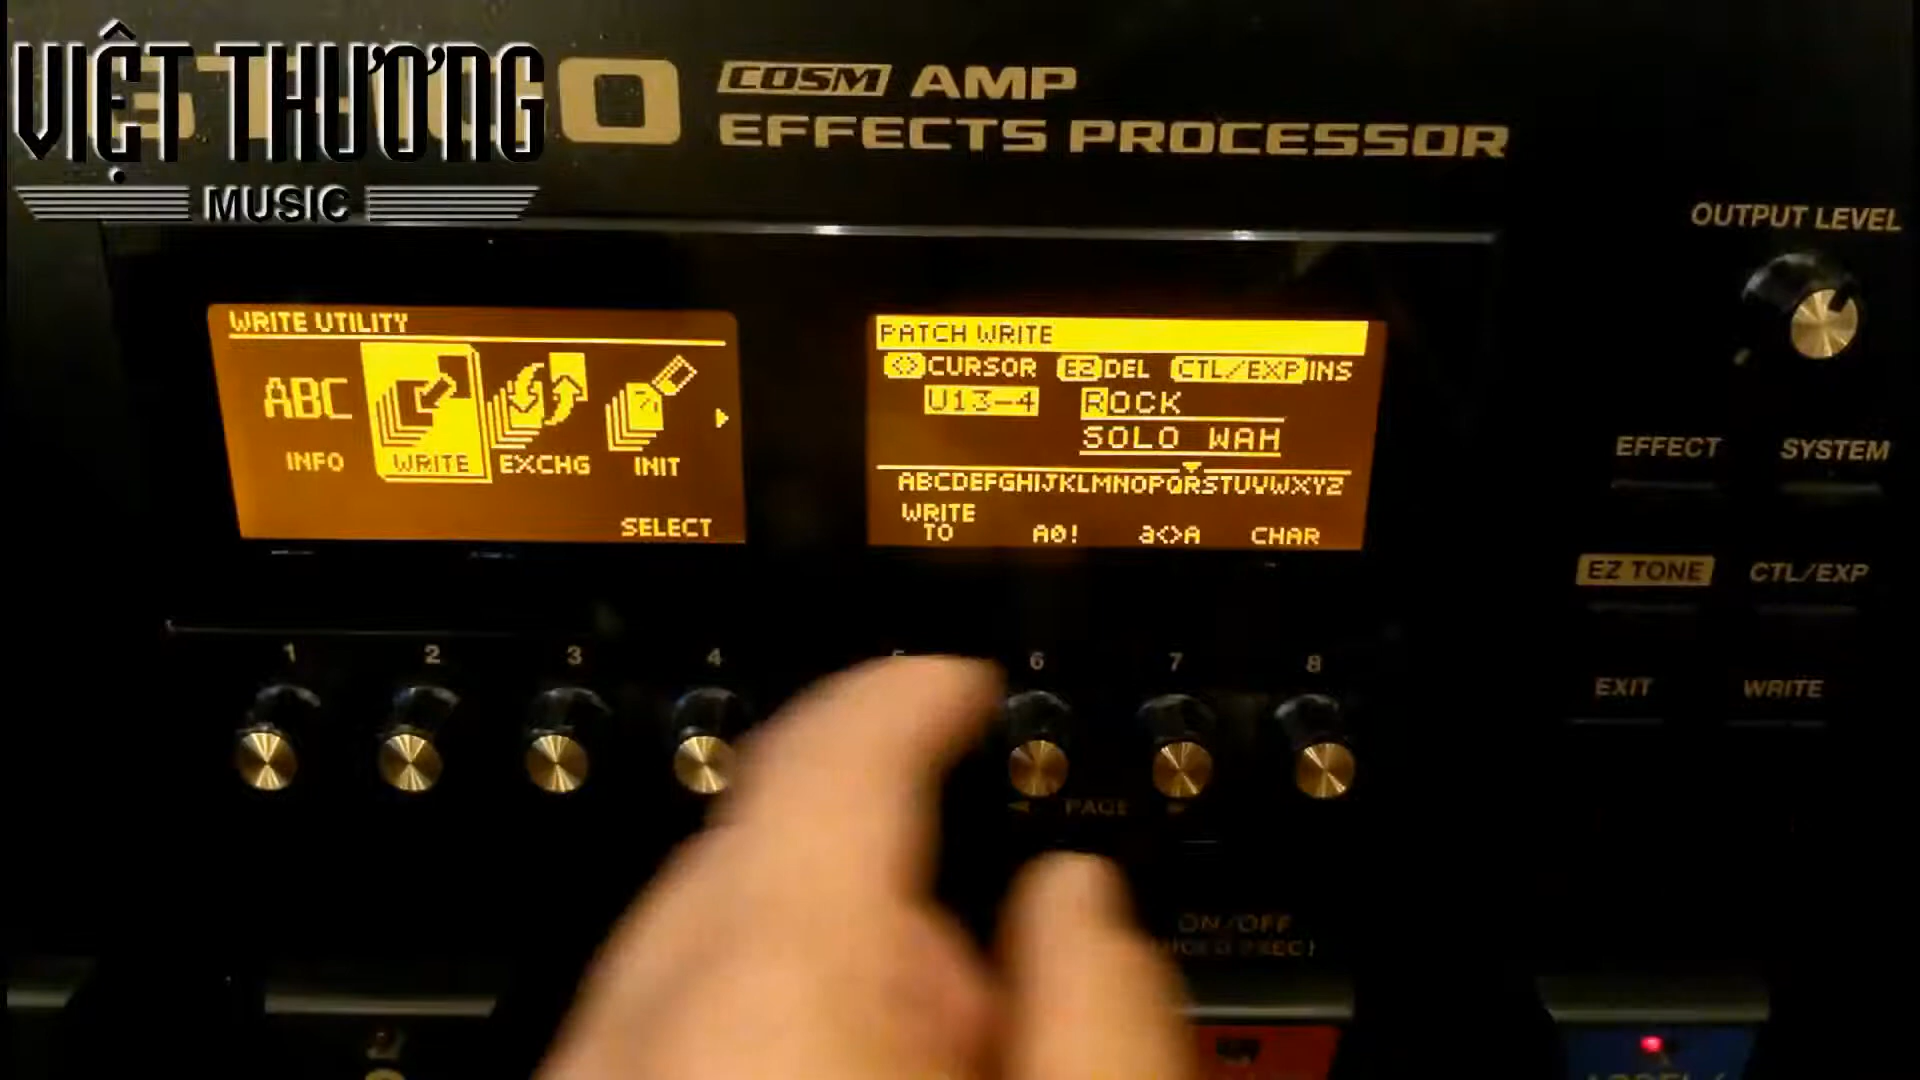 VIỆT THƯƠNG
MUSIC
COSM AMP
EFFECTS PROCESSOR
OUTPUT LEVEL
WRITE UTILITY
ABC
INFO
WRITE
EXCHG
INIT
SELECT
PATCH WRITE
<>CURSOR EZ DEL CTL/EXP INS
U13-4 ROCK
SOLO WAH
ABCDEFGHIJKLMNOPQRSTUVWXYZ
WRITE
TO A0! a<>A CHAR
EFFECT SYSTEM
EZ TONE CTL/EXP
EXIT WRITE
1 2 3 4 6 7 8
PAGE
ON/OFF